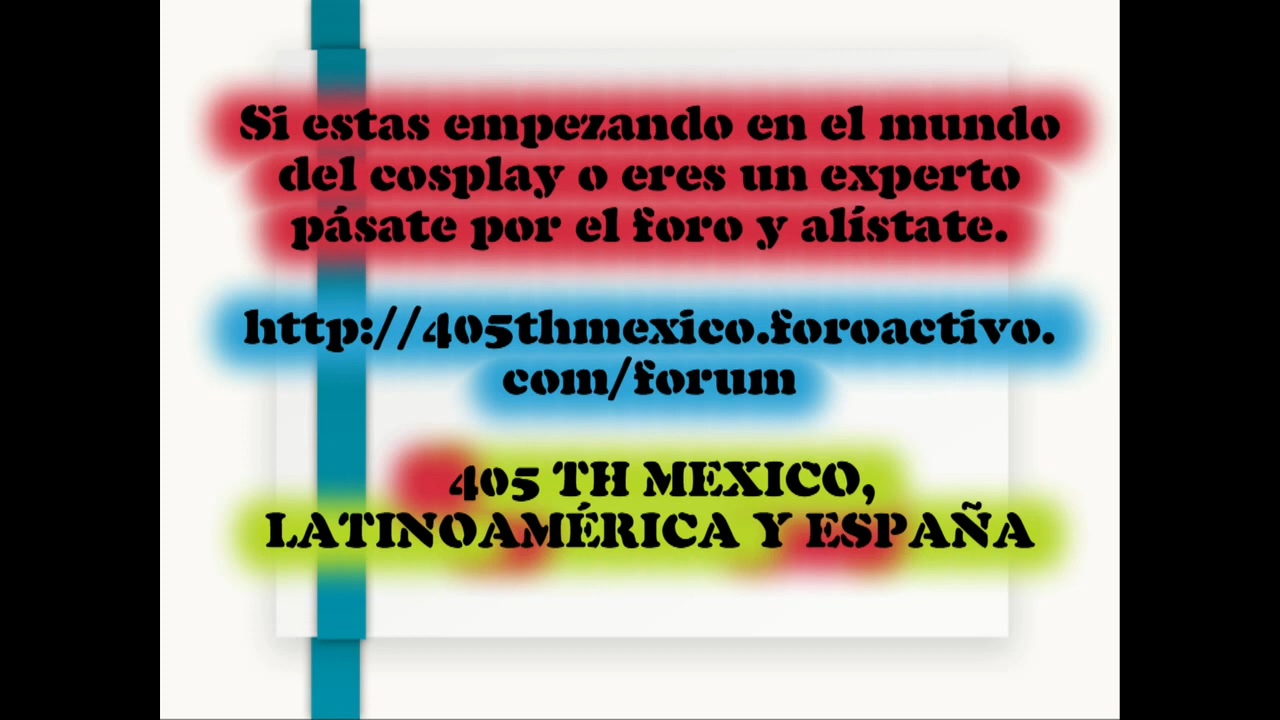 Si estas empezando en el mundo
del cosplay o eres un experto
pásate por el foro y alístate.
http://405thmexico.foroactivo.
com/forum
405 TH MEXICO,
LATINOAMÉRICA Y ESPAÑA